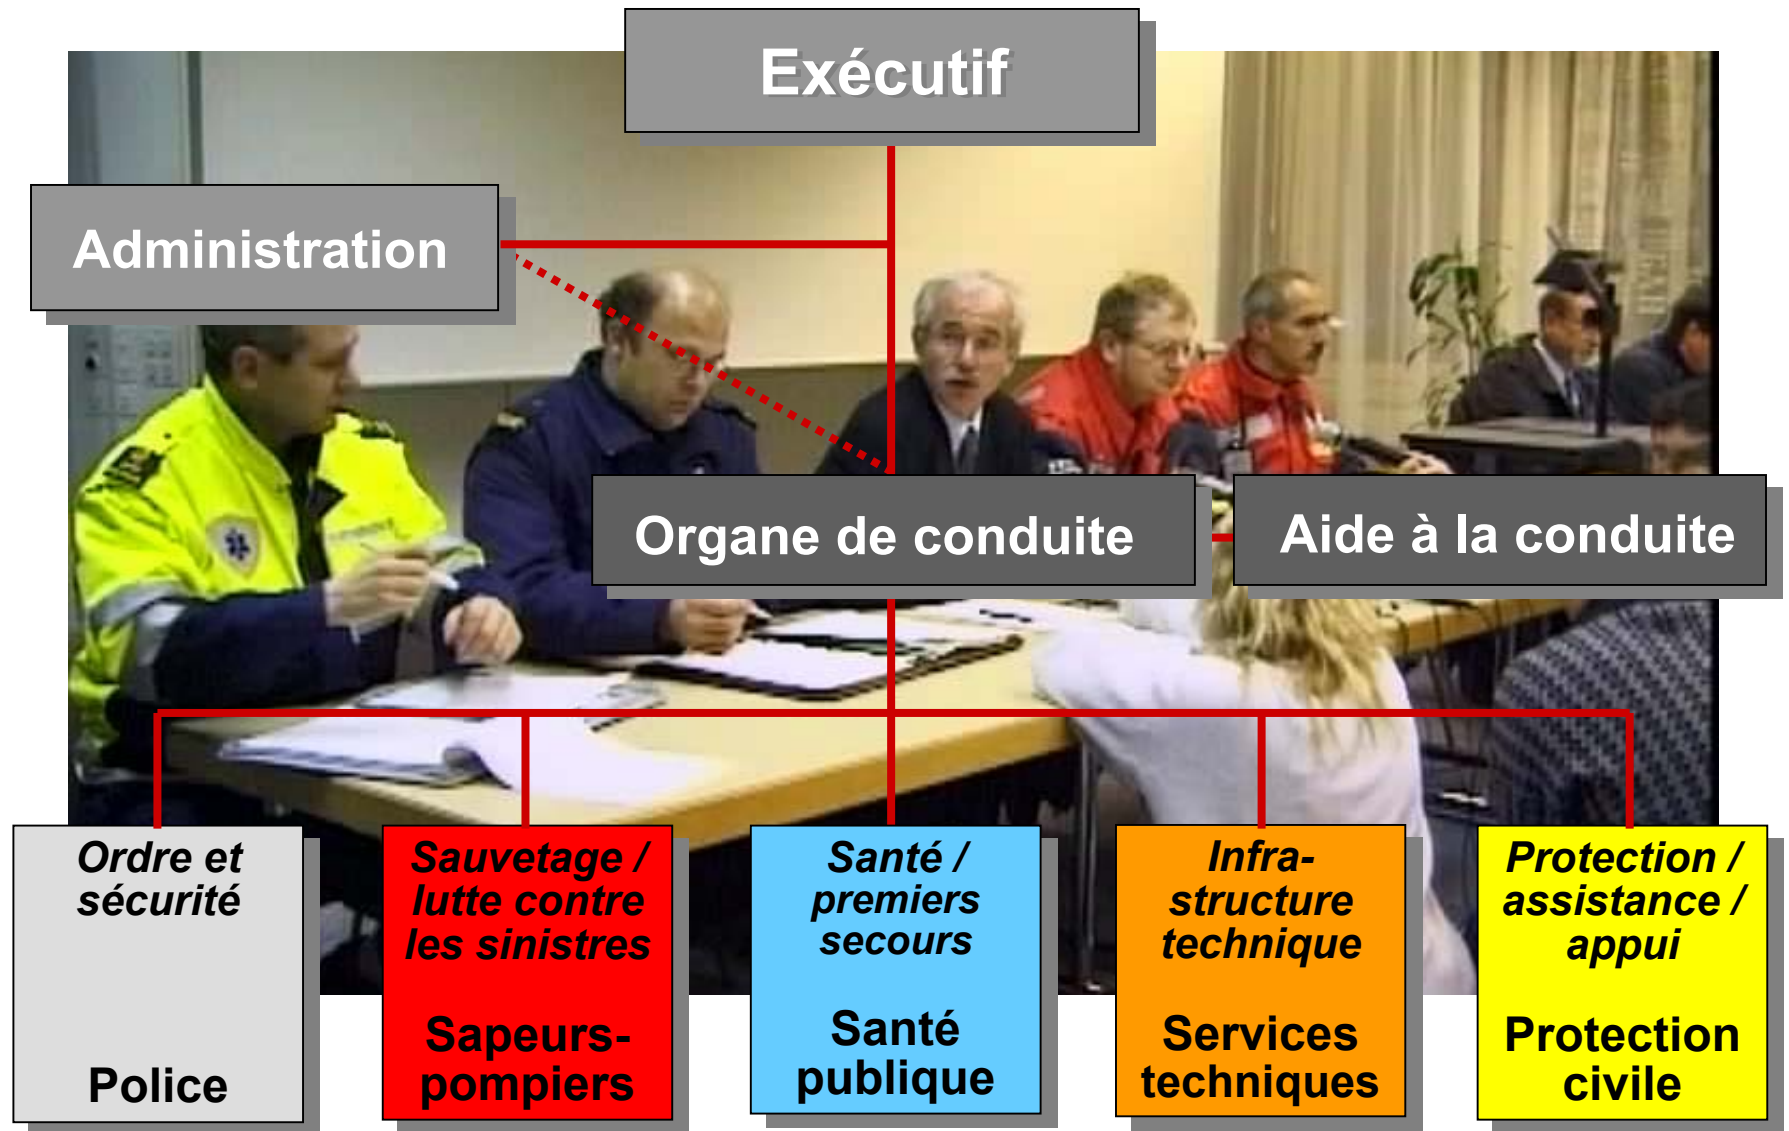 Exécutif
Administration
Organe de conduite
Aide à la conduite
Ordre et
sécurité
Police
Sauvetage /
lutte contre
les sinistres
Sapeurs-
pompiers
Santé /
premiers
secours
Santé
publique
Infra-
structure
technique
Services
techniques
Protection /
assistance /
appui
Protection
civile